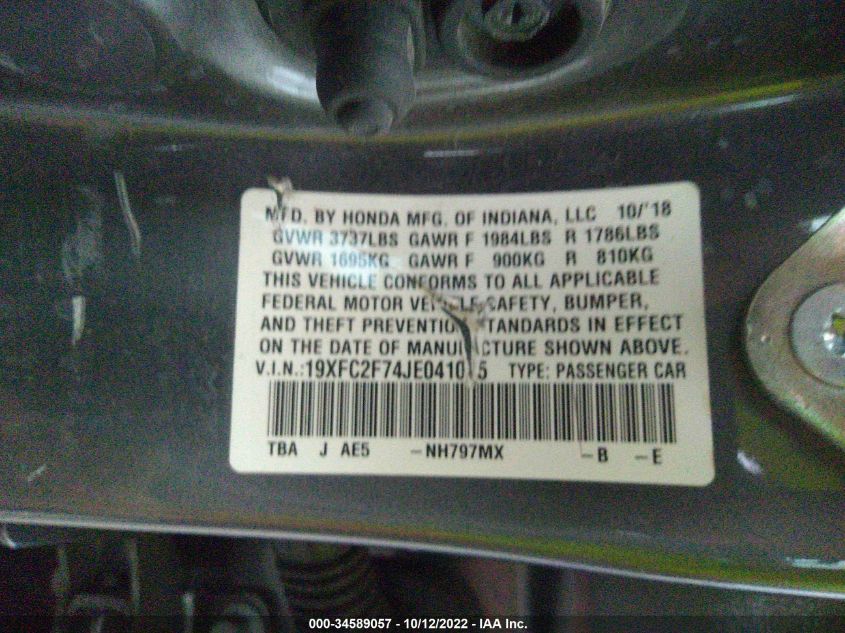 MFD. BY HONDA MFG. OF INDIANA, LLC 10/'18
GVWR 3737LBS GAWR F 1984LBS R 1786LBS
GVWR 1695KG GAWR F 900KG R 810KG
THIS VEHICLE CONFORMS TO ALL APPLICABLE
FEDERAL MOTOR VEHICLE SAFETY, BUMPER,
AND THEFT PREVENTION STANDARDS IN EFFECT
ON THE DATE OF MANUFACTURE SHOWN ABOVE.
V.I.N.: TYPE: PASSENGER CAR
TBA J AE5 -NH797MX -B -E
000-34589057 - 10/12/2022 - IAA Inc.